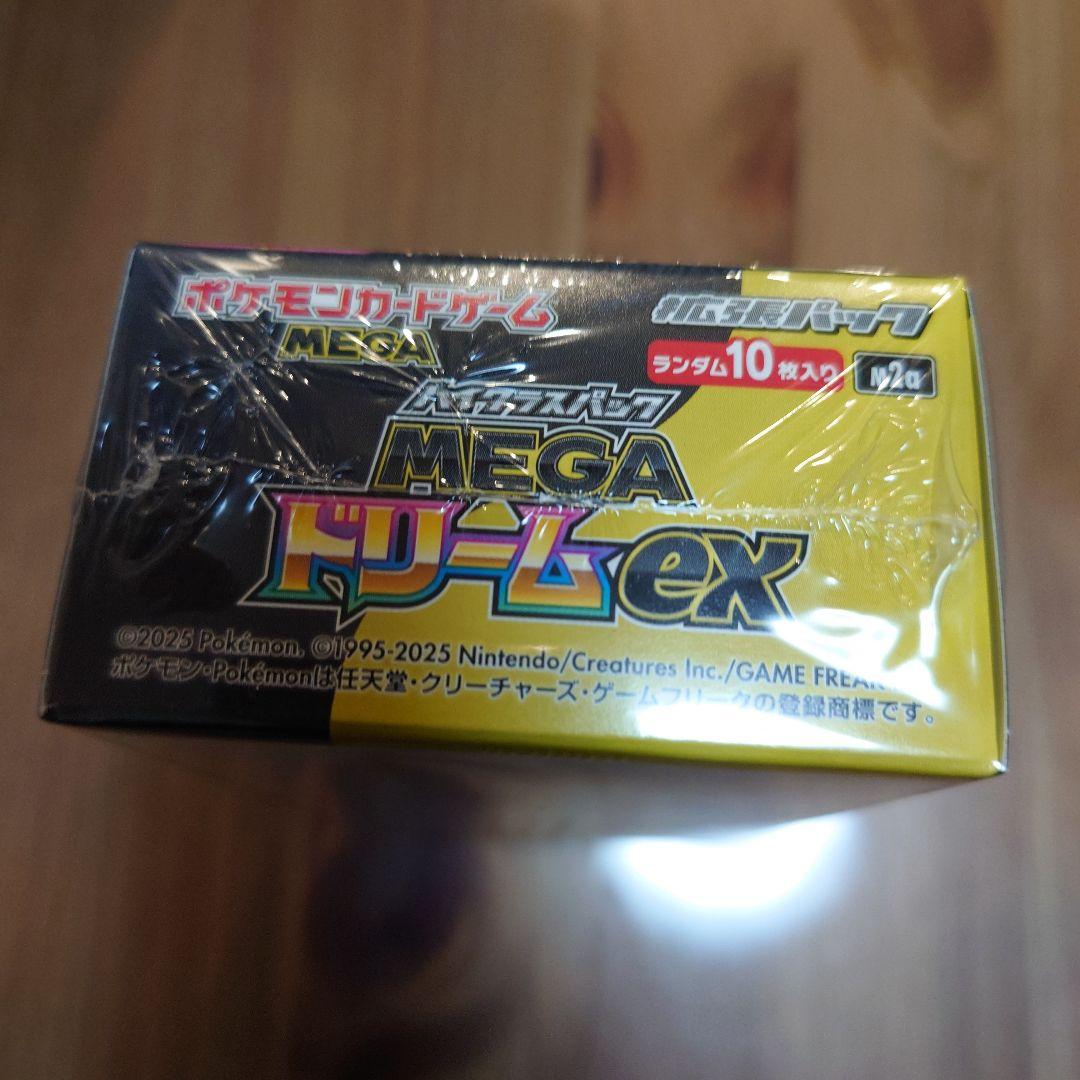 ポケモンカードゲーム
MEGA
拡張パック
ランダム10枚入り
M2a
ハイクラスパック
MEGA
ドリームex
©2025 Pokémon. ©1995-2025 Nintendo/Creatures Inc./GAME FREAK
ポケモン・Pokémonは任天堂・クリーチャーズ・ゲームフリークの登録商標です。